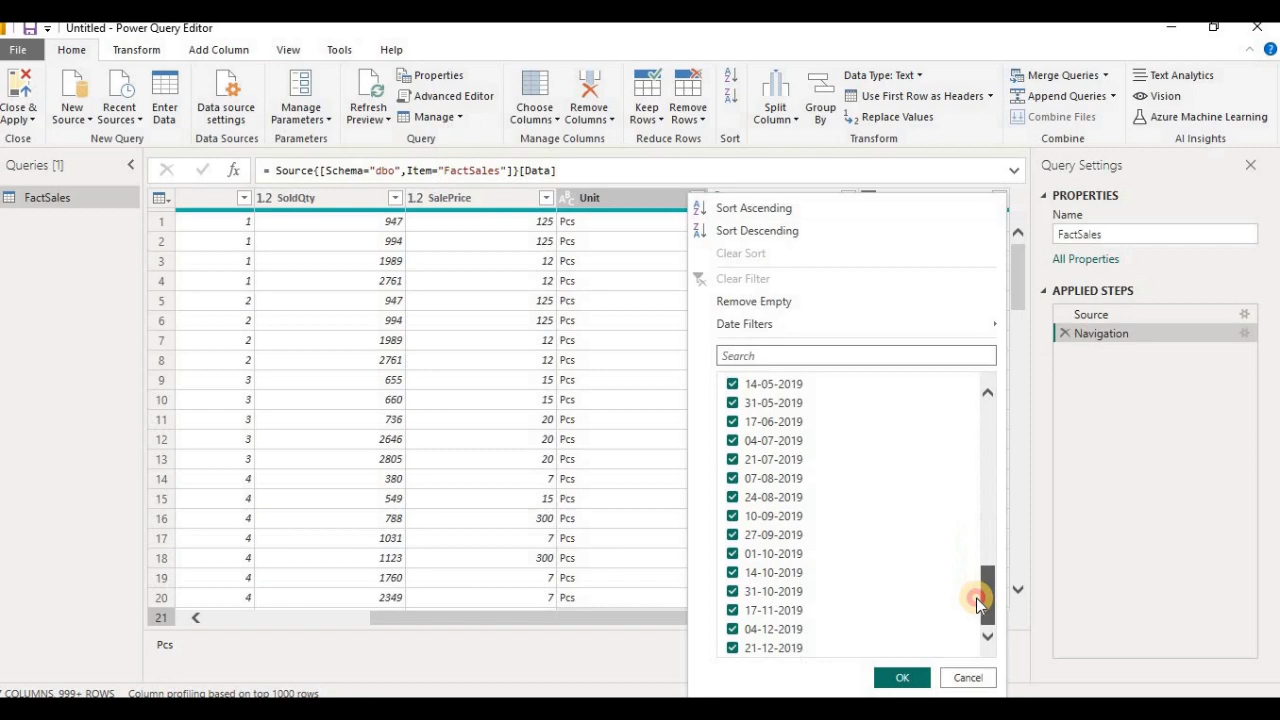 Untitled - Power Query Editor
File Home Transform Add Column View Tools Help
Close & Apply
New Source
Recent Sources
Enter Data
Data source settings
Manage Parameters
Refresh Preview
Properties
Advanced Editor
Manage
Choose Columns
Remove Columns
Keep Rows
Remove Rows
Split Column
Group By
Data Type: Text
Use First Row as Headers
Replace Values
Merge Queries
Append Queries
Combine Files
Text Analytics
Vision
Azure Machine Learning
Close New Query Data Sources Parameters Query Manage Columns Reduce Rows Sort Transform Combine AI Insights
Queries [1]
FactSales
fx = Source{[Schema="dbo",Item="FactSales"]}[Data]
1.2 SoldQty 1.2 SalePrice ABC Unit
1 1 947 125 Pcs
2 1 994 125 Pcs
3 1 1989 12 Pcs
4 1 2761 12 Pcs
5 2 947 125 Pcs
6 2 994 125 Pcs
7 2 1989 12 Pcs
8 2 2761 12 Pcs
9 3 655 15 Pcs
10 3 660 15 Pcs
11 3 736 20 Pcs
12 3 2646 20 Pcs
13 3 2805 20 Pcs
14 4 380 7 Pcs
15 4 549 15 Pcs
16 4 788 300 Pcs
17 4 1031 7 Pcs
18 4 1123 300 Pcs
19 4 1760 7 Pcs
20 4 2349 7 Pcs
21
Pcs
Sort Ascending
Sort Descending
Clear Sort
Clear Filter
Remove Empty
Date Filters
Search
14-05-2019
31-05-2019
17-06-2019
04-07-2019
21-07-2019
07-08-2019
24-08-2019
10-09-2019
27-09-2019
01-10-2019
14-10-2019
31-10-2019
17-11-2019
04-12-2019
21-12-2019
OK Cancel
Query Settings
PROPERTIES
Name
FactSales
All Properties
APPLIED STEPS
Source
Navigation
COLUMNS, 999+ ROWS Column profiling based on top 1000 rows